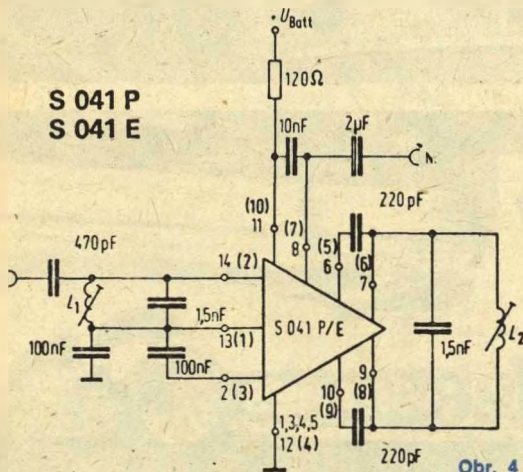 U Batt
120Ω
S 041 P
S 041 E
10nF
2µF
(10)
11
(7)
8
220pF
(5)
6
(6)
7
470pF
14 (2)
L1
1,5nF
S 041 P/E
1,5nF
L2
100nF
13(1)
100nF
2 (3)
10
(9)
9
(8)
1,3,4,5
12 (4)
220pF
Obr. 4